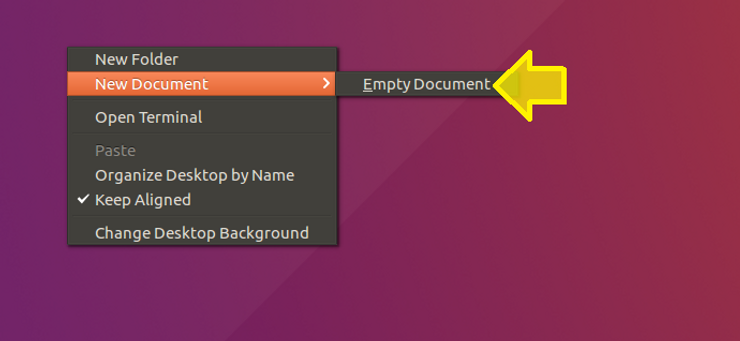 New Folder
New Document
Empty Document
Open Terminal
Paste
Organize Desktop by Name
Keep Aligned
Change Desktop Background